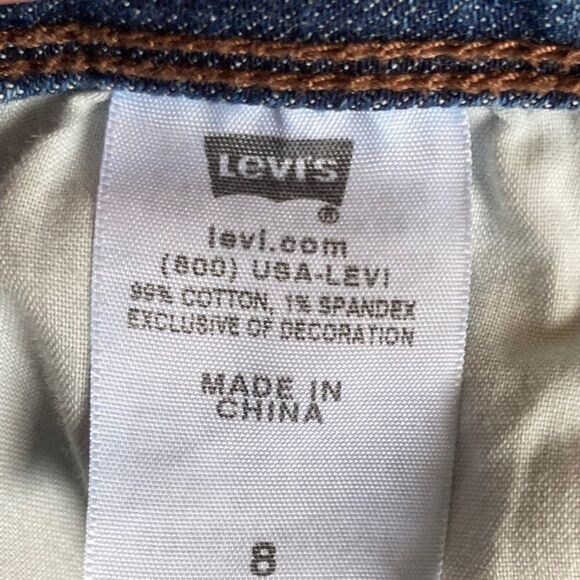 LEVI'S
®
levi.com
(800) USA-LEVI
99% COTTON, 1% SPANDEX
EXCLUSIVE OF DECORATION
MADE IN
CHINA
8